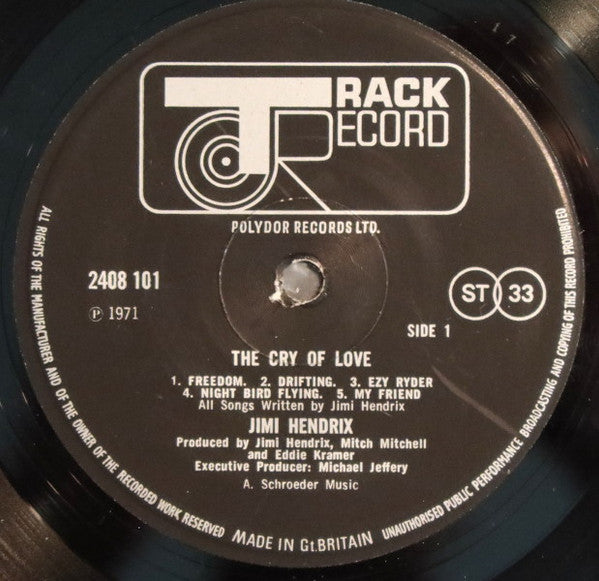 TRACK
RECORD
POLYDOR RECORDS LTD.
2408 101
℗ 1971
ST 33
SIDE 1
THE CRY OF LOVE
1. FREEDOM. 2. DRIFTING. 3. EZY RYDER
4. NIGHT BIRD FLYING. 5. MY FRIEND
All Songs Written by Jimi Hendrix
JIMI HENDRIX
Produced by Jimi Hendrix, Mitch Mitchell
and Eddie Kramer
Executive Producer: Michael Jeffery
A. Schroeder Music
ALL RIGHTS OF THE MANUFACTURER AND OF THE OWNER OF THE RECORDED WORK RESERVED
MADE IN Gt.BRITAIN
UNAUTHORISED PUBLIC PERFORMANCE BROADCASTING AND COPYING OF THIS RECORD PROHIBITED